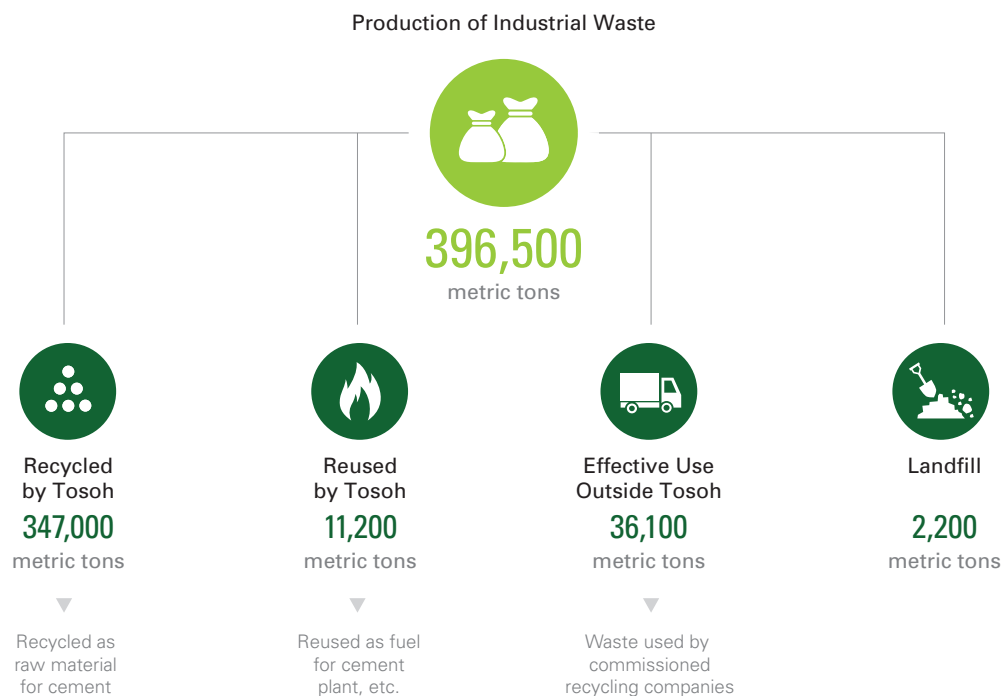 Production of Industrial Waste
396,500
metric tons
Recycled
by Tosoh
347,000
metric tons
Recycled as
raw material
for cement
Reused
by Tosoh
11,200
metric tons
Reused as fuel
for cement
plant, etc.
Effective Use
Outside Tosoh
36,100
metric tons
Waste used by
commissioned
recycling companies
Landfill
2,200
metric tons